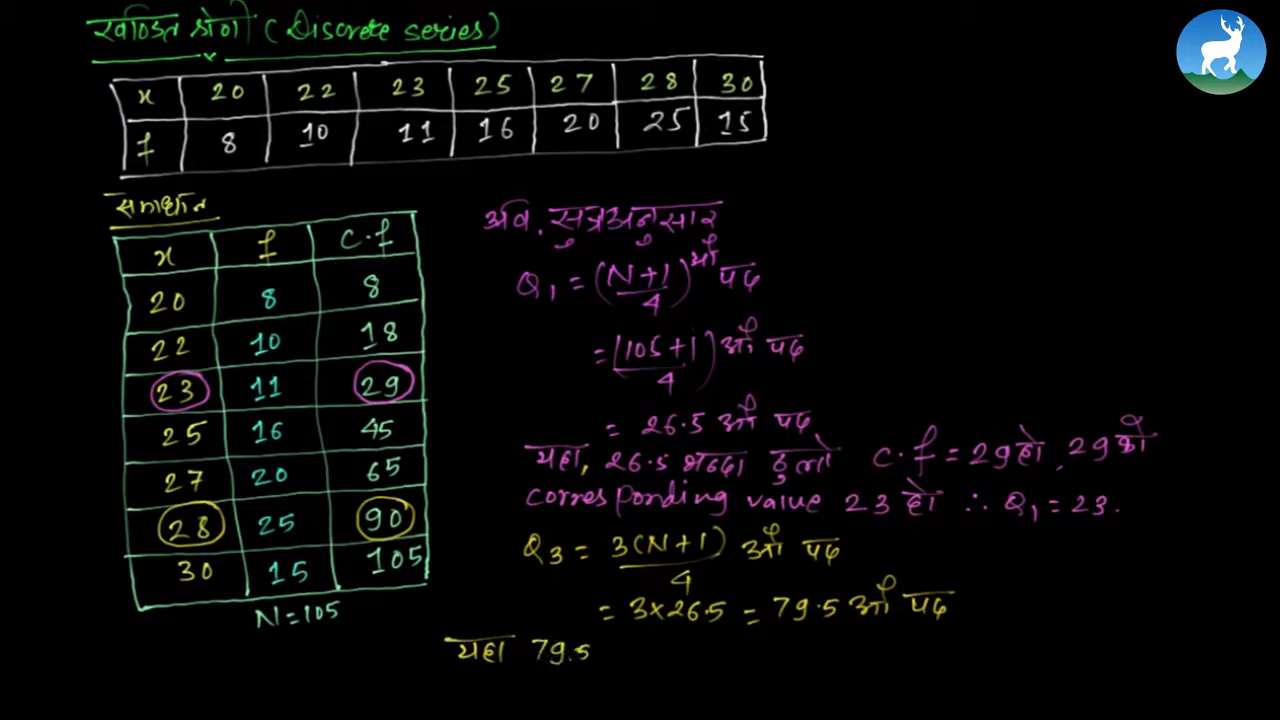 खण्डित श्रेणी (Discrete series)
x 20 22 23 25 27 28 30
f 8 10 11 16 20 25 15
समाधान
x f c.f
20 8 8
22 10 18
23 11 29
25 16 45
27 20 65
28 25 90
30 15 105
N=105
अब, सुत्रअनुसार
Q₁ = (N+1)/4 औँ पद
= (105+1)/4 औँ पद
= 26.5 औँ पद
यहा, 26.5 भन्दा ठुलो c.f = 29 हो, 29 को
corresponding value 23 हो ∴ Q₁ = 23.
Q₃ = 3(N+1)/4 औँ पद
= 3×26.5 = 79.5 औँ पद
यहा 79.5